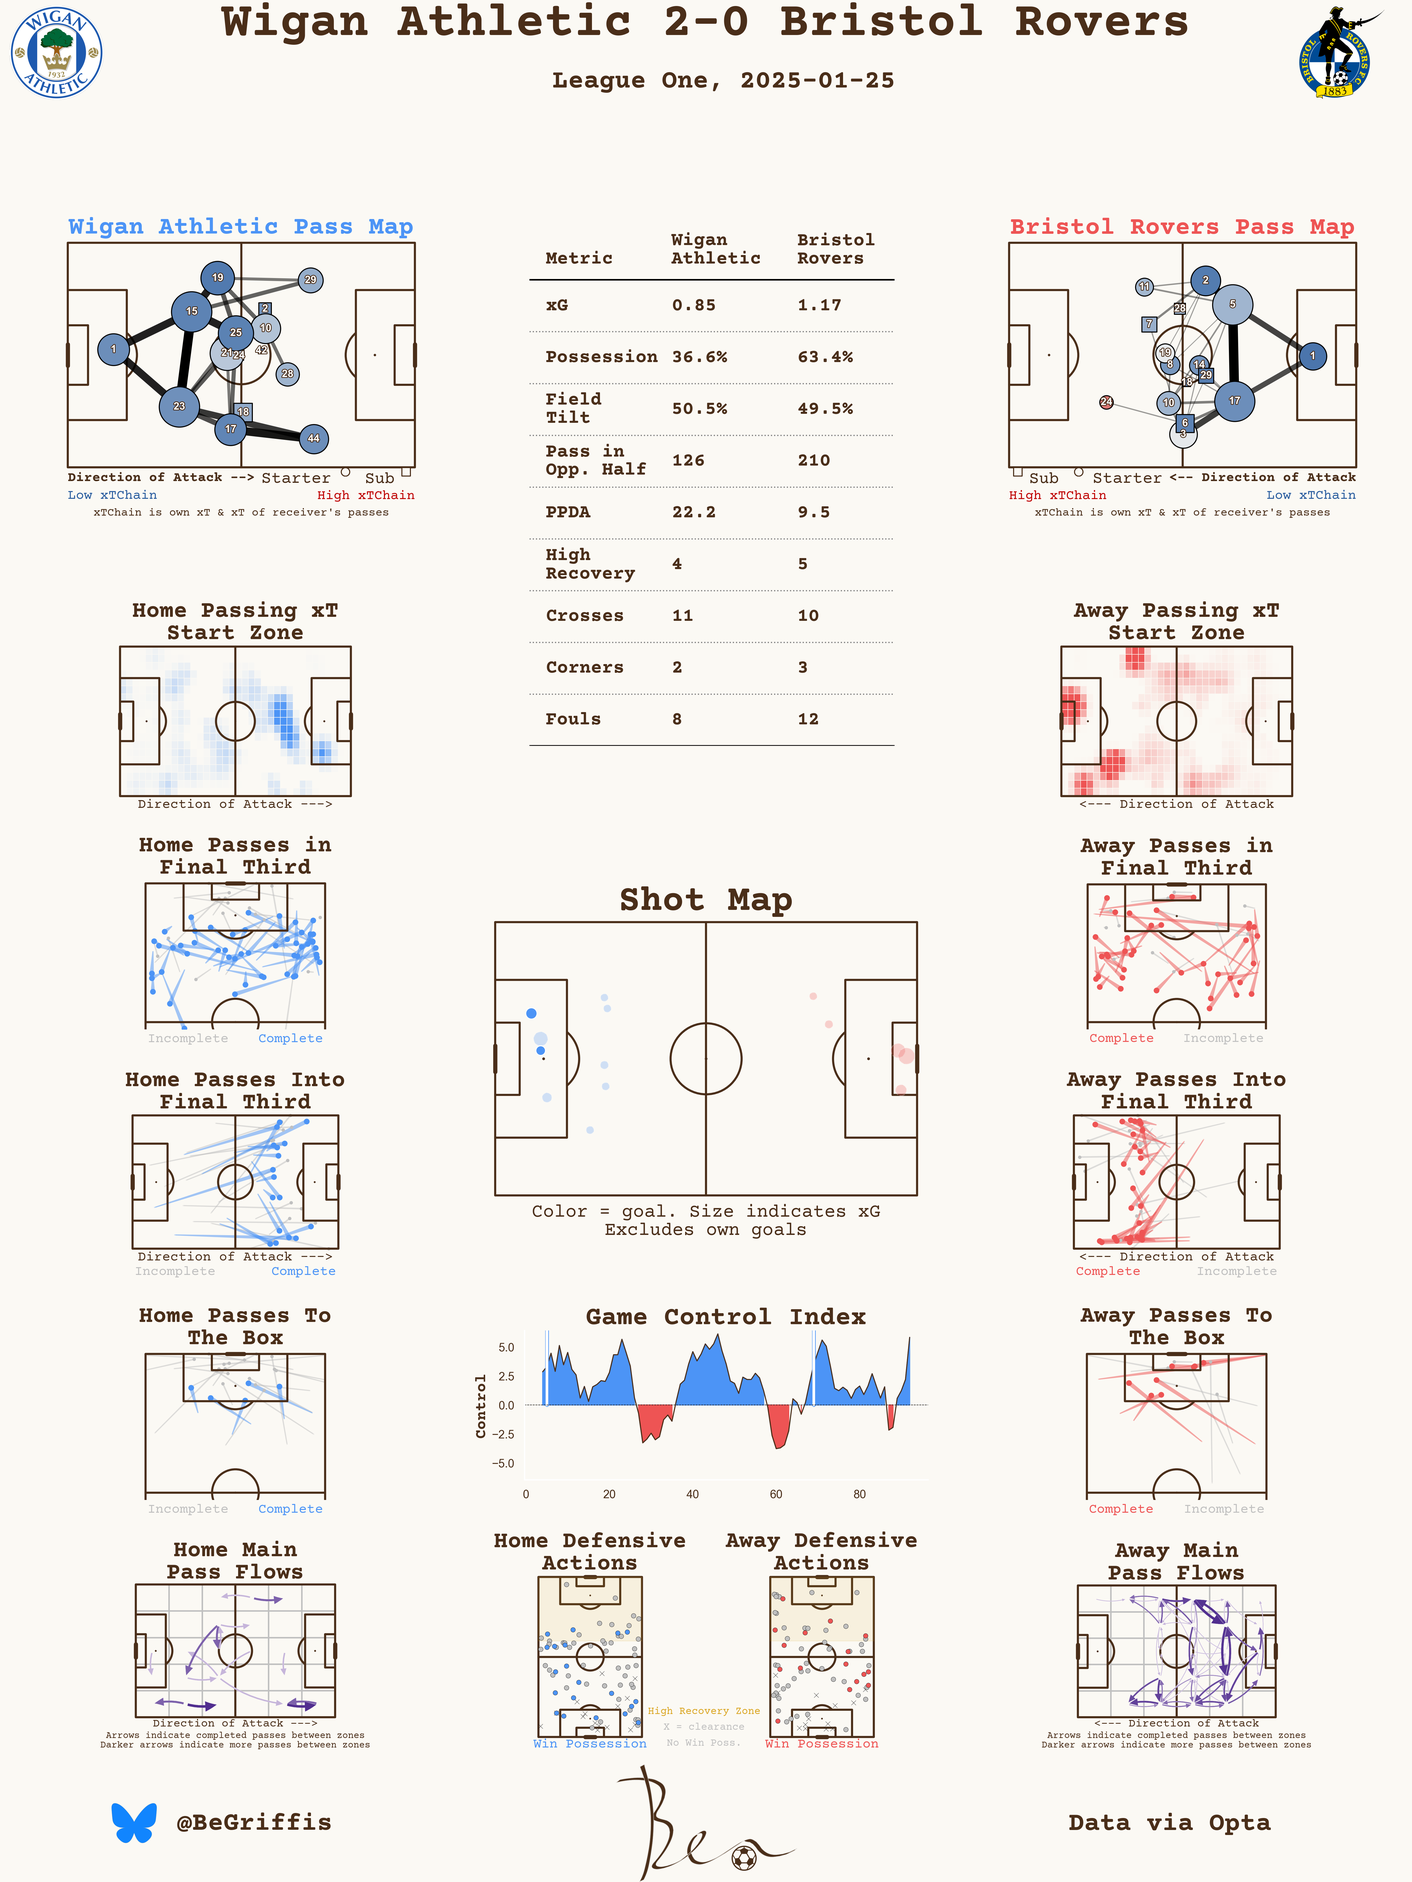 Wigan Athletic 2-0 Bristol Rovers
League One, 2025-01-25
WIGAN
1932
ATHLETIC
BRISTOL ROVERS F.C.
1883
Wigan Athletic Pass Map
19
29
15
2
10
25
1
21
24
42
28
23
18
17
44
Direction of Attack --> Starter Sub
Low xTChain High xTChain
xTChain is own xT & xT of receiver's passes
Metric Wigan Athletic Bristol Rovers
xG 0.85 1.17
Possession 36.6% 63.4%
Field Tilt 50.5% 49.5%
Pass in Opp. Half 126 210
PPDA 22.2 9.5
High Recovery 4 5
Crosses 11 10
Corners 2 3
Fouls 8 12
Bristol Rovers Pass Map
11
2
28
5
7
19
8
14
1
29
18
24
10
17
6
3
Sub Starter <-- Direction of Attack
High xTChain Low xTChain
xTChain is own xT & xT of receiver's passes
Home Passing xT
Start Zone
Direction of Attack --->
Away Passing xT
Start Zone
<--- Direction of Attack
Home Passes in
Final Third
Incomplete Complete
Away Passes in
Final Third
Complete Incomplete
Shot Map
Color = goal. Size indicates xG
Excludes own goals
Home Passes Into
Final Third
Direction of Attack --->
Incomplete Complete
Away Passes Into
Final Third
<--- Direction of Attack
Complete Incomplete
Home Passes To
The Box
Incomplete Complete
Game Control Index
Control
5.0
2.5
0.0
−2.5
−5.0
0 20 40 60 80
Away Passes To
The Box
Complete Incomplete
Home Main
Pass Flows
Direction of Attack --->
Arrows indicate completed passes between zones
Darker arrows indicate more passes between zones
Home Defensive
Actions
Win Possession
High Recovery Zone
X = clearance
No Win Poss.
Away Defensive
Actions
Win Possession
Away Main
Pass Flows
<--- Direction of Attack
Arrows indicate completed passes between zones
Darker arrows indicate more passes between zones
@BeGriffis
Ben
Data via Opta